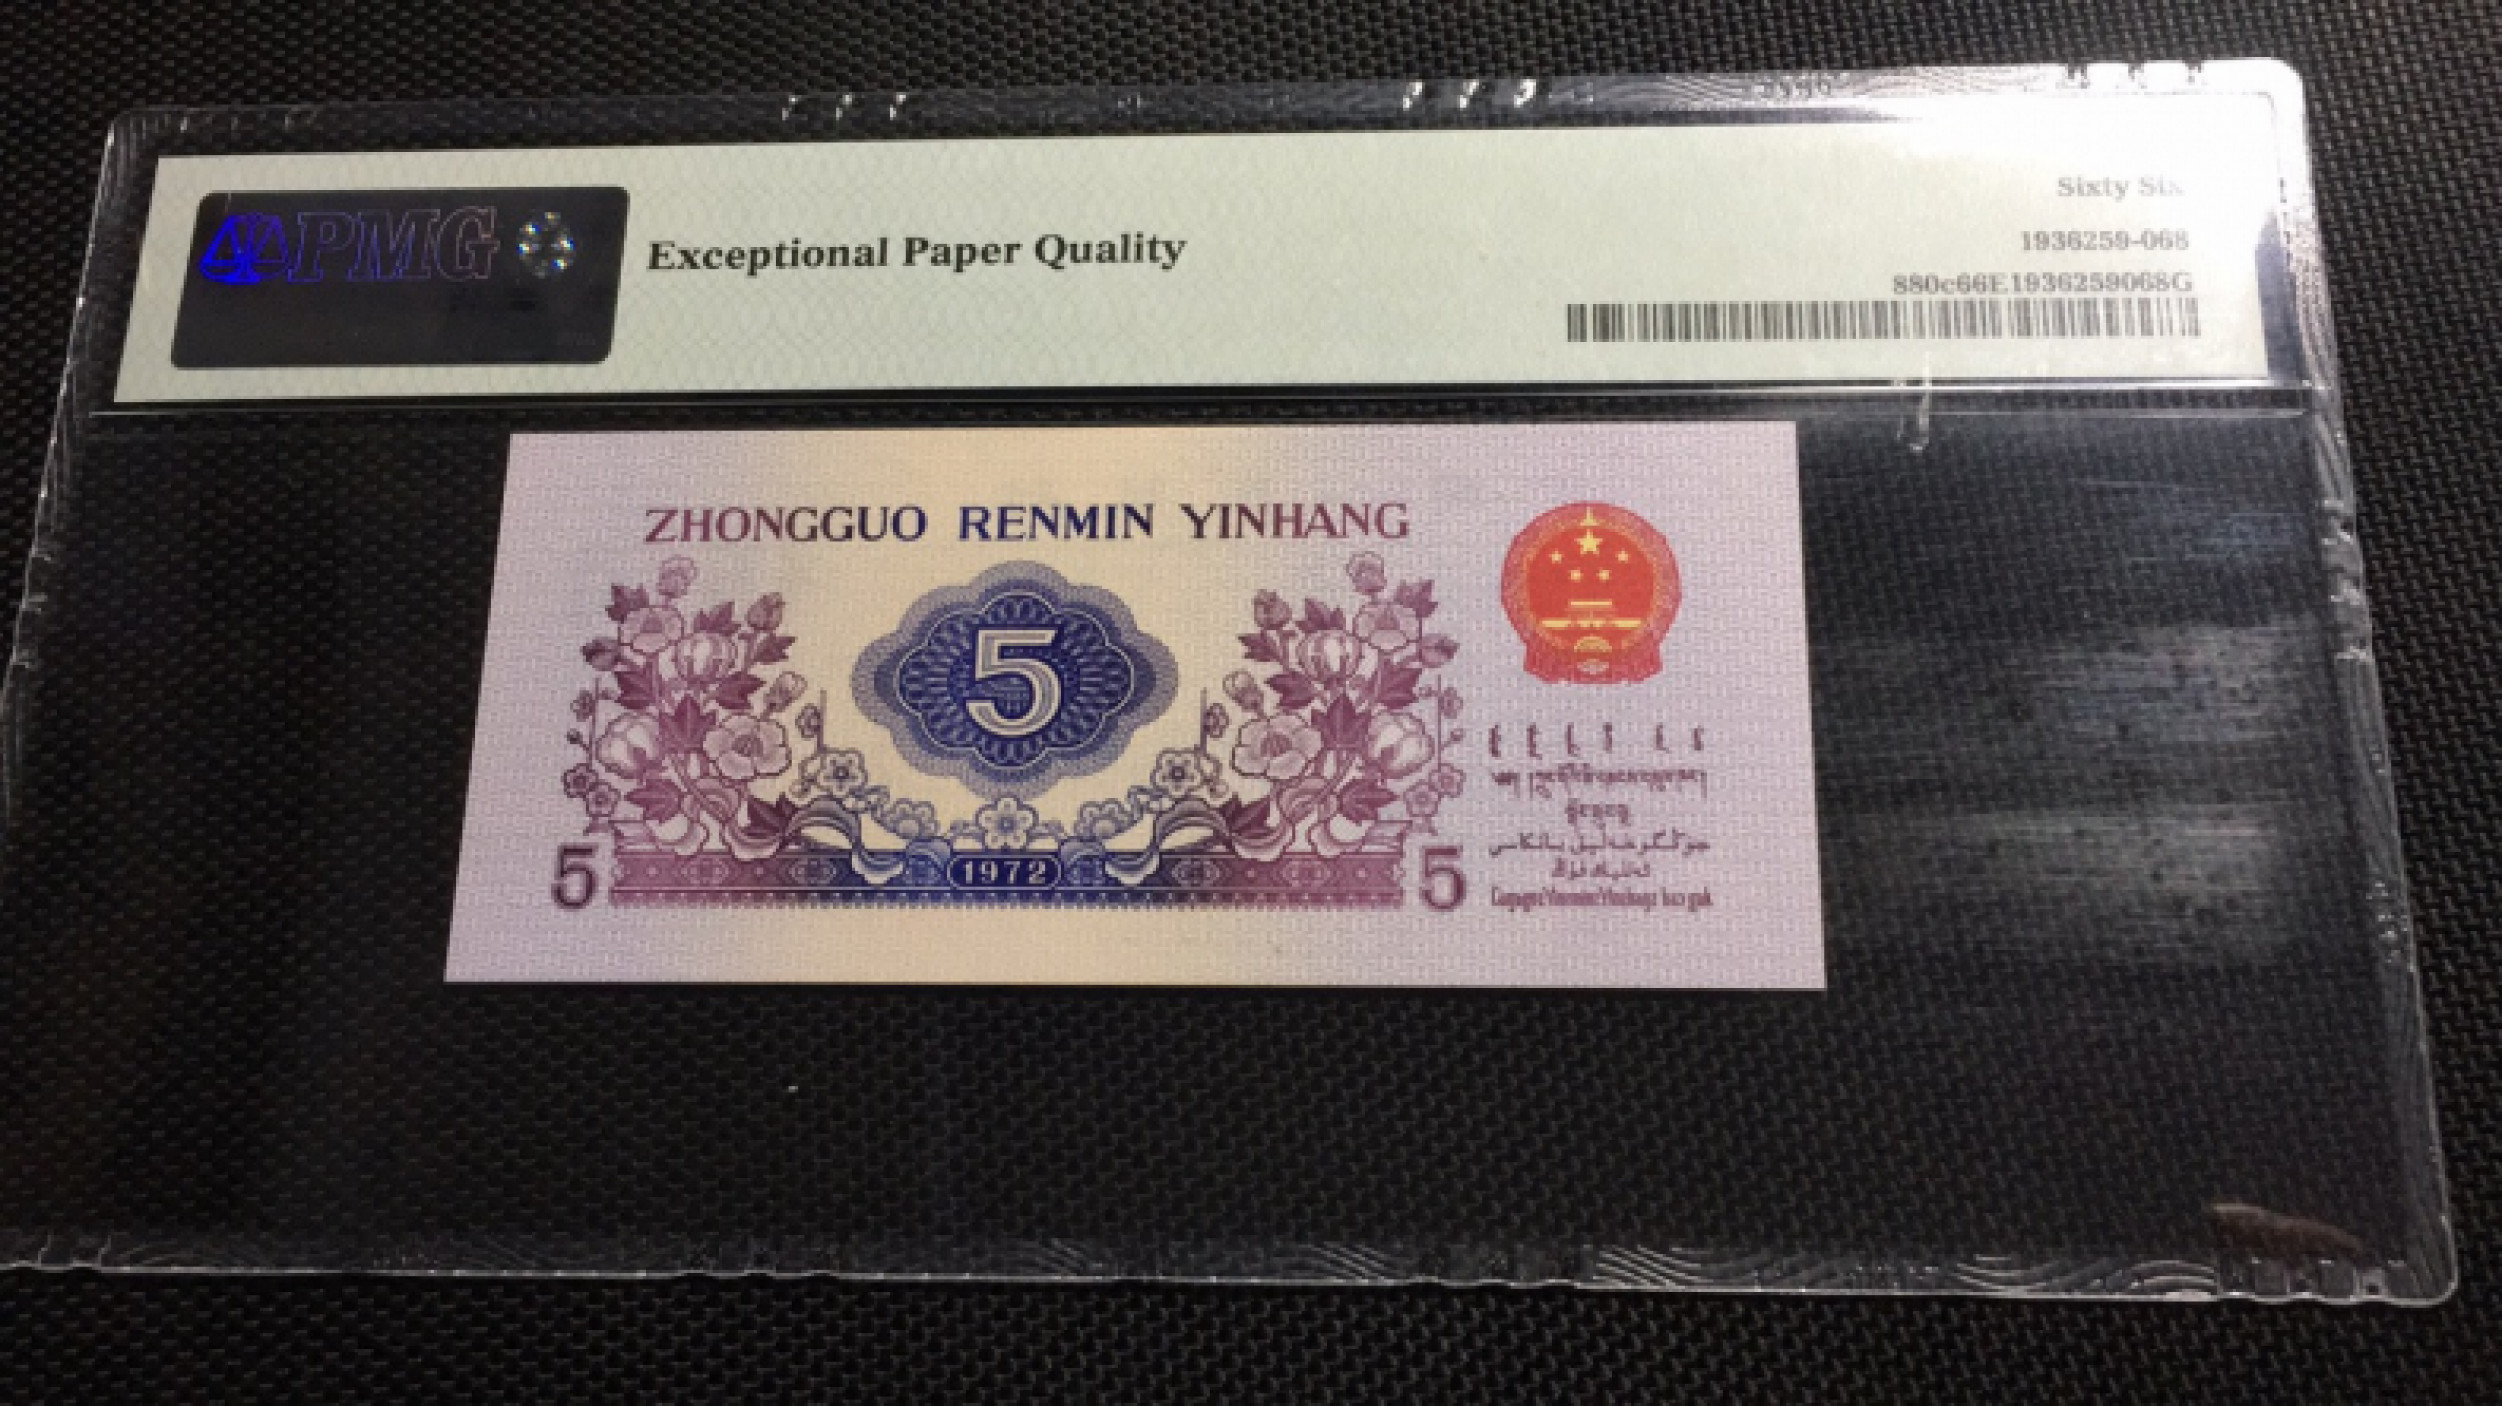 PMG
Exceptional Paper Quality
Sixty Six
1936259-068
880c66E1936259068G
ZHONGGUO RENMIN YINHANG
5
1972
5
5